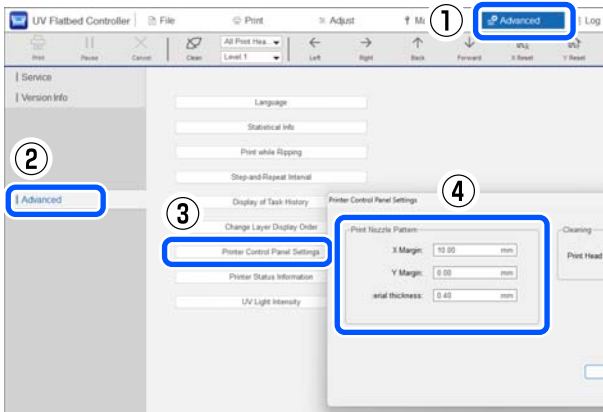 UV Flatbed Controller File Print Adjust ① Advanced Log
Print Pause Cancel Clean All Print Hea... Level 1 Left Right Back Forward X Reset Y Reset
Service
Version Info
②
Advanced
Language
Statistical Info
Print while Ripping
Step-and-Repeat Interval
Display of Task History
③
Change Layer Display Order
Printer Control Panel Settings
Printer Status Information
UV Light Intensity
Printer Control Panel Settings
④
Print Nozzle Pattern
X Margin: 10.00 mm
Y Margin: 0.00 mm
erial thickness: 0.40 mm
Cleaning
Print Head